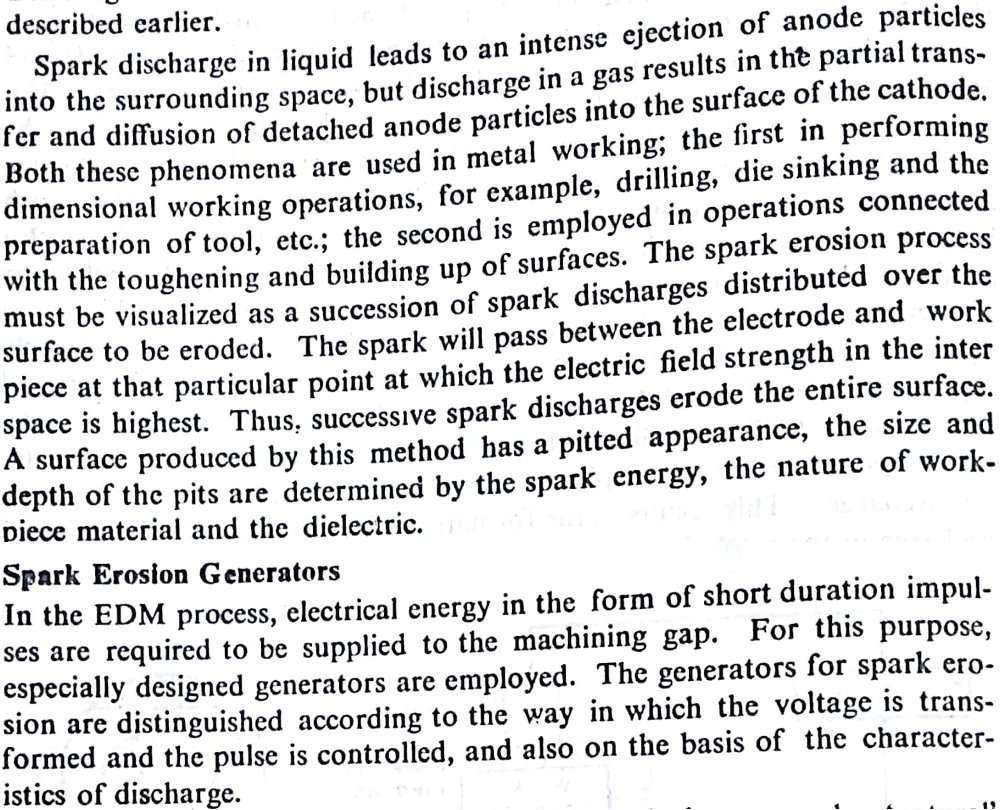 described earlier.
Spark discharge in liquid leads to an intense ejection of anode particles
into the surrounding space, but discharge in a gas results in the partial trans-
fer and diffusion of detached anode particles into the surface of the cathode.
Both these phenomena are used in metal working; the first in performing
dimensional working operations, for example, drilling, die sinking and the
preparation of tool, etc.; the second is employed in operations connected
with the toughening and building up of surfaces. The spark erosion process
must be visualized as a succession of spark discharges distributed over the
surface to be eroded. The spark will pass between the electrode and work
piece at that particular point at which the electric field strength in the inter
space is highest. Thus, successive spark discharges erode the entire surface.
A surface produced by this method has a pitted appearance, the size and
depth of the pits are determined by the spark energy, the nature of work-
piece material and the dielectric.
Spark Erosion Generators
In the EDM process, electrical energy in the form of short duration impul-
ses are required to be supplied to the machining gap. For this purpose,
especially designed generators are employed. The generators for spark ero-
sion are distinguished according to the way in which the voltage is trans-
formed and the pulse is controlled, and also on the basis of the character-
istics of discharge.